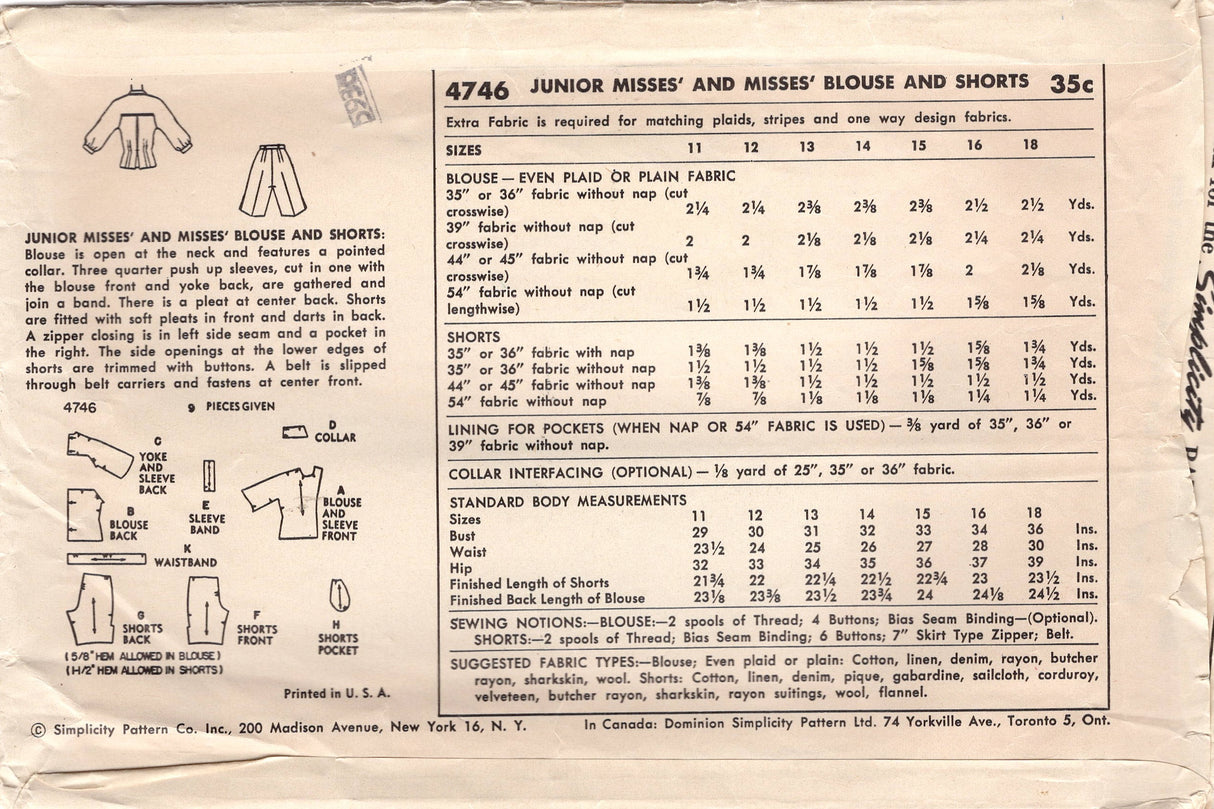 JUNIOR MISSES' AND MISSES' BLOUSE AND SHORTS:
Blouse is open at the neck and features a pointed
collar. Three quarter push up sleeves, cut in one with
the blouse front and yoke back, are gathered and
join a band. There is a pleat at center back. Shorts
are fitted with soft pleats in front and darts in back.
A zipper closing is in left side seam and a pocket in
the right. The side openings at the lower edges of
shorts are trimmed with buttons. A belt is slipped
through belt carriers and fastens at center front.
4746 9 PIECES GIVEN
C
YOKE
AND
SLEEVE
BACK
D
COLLAR
B
BLOUSE
BACK
E
SLEEVE
BAND
A
BLOUSE
AND
SLEEVE
FRONT
K
WAISTBAND
G
SHORTS
BACK
F
SHORTS
FRONT
H
SHORTS
POCKET
(5/8" HEM ALLOWED IN BLOUSE)
(1-1/2" HEM ALLOWED IN SHORTS)
Printed in U. S. A.
4746 JUNIOR MISSES' AND MISSES' BLOUSE AND SHORTS 35c
Extra Fabric is required for matching plaids, stripes and one way design fabrics.
SIZES 11 12 13 14 15 16 18
BLOUSE — EVEN PLAID OR PLAIN FABRIC
35" or 36" fabric without nap (cut
crosswise) 2¼ 2¼ 2⅜ 2⅜ 2⅜ 2½ 2½ Yds.
39" fabric without nap (cut
crosswise) 2 2 2⅛ 2⅛ 2⅛ 2¼ 2¼ Yds.
44" or 45" fabric without nap (cut
crosswise) 1¾ 1¾ 1⅞ 1⅞ 1⅞ 2 2⅛ Yds.
54" fabric without nap (cut
lengthwise) 1½ 1½ 1½ 1½ 1½ 1⅝ 1⅝ Yds.
SHORTS
35" or 36" fabric with nap 1⅜ 1⅜ 1½ 1½ 1½ 1⅝ 1¾ Yds.
35" or 36" fabric without nap 1½ 1½ 1½ 1½ 1⅝ 1⅝ 1¾ Yds.
44" or 45" fabric without nap 1⅜ 1⅜ 1½ 1½ 1½ 1½ 1½ Yds.
54" fabric without nap ⅞ ⅞ 1⅛ 1⅛ 1⅛ 1¼ 1¼ Yds.
LINING FOR POCKETS (WHEN NAP OR 54" FABRIC IS USED) — ⅜ yard of 35", 36" or
39" fabric without nap.
COLLAR INTERFACING (OPTIONAL) — ⅛ yard of 25", 35" or 36" fabric.
STANDARD BODY MEASUREMENTS
Sizes 11 12 13 14 15 16 18
Bust 29 30 31 32 33 34 36 Ins.
Waist 23½ 24 25 26 27 28 30 Ins.
Hip 32 33 34 35 36 37 39 Ins.
Finished Length of Shorts 21¾ 22 22¼ 22½ 22¾ 23 23½ Ins.
Finished Back Length of Blouse 23⅛ 23⅜ 23½ 23¾ 24 24⅛ 24½ Ins.
SEWING NOTIONS:—BLOUSE:—2 spools of Thread; 4 Buttons; Bias Seam Binding—(Optional).
SHORTS:—2 spools of Thread; Bias Seam Binding; 6 Buttons; 7" Skirt Type Zipper; Belt.
SUGGESTED FABRIC TYPES:—Blouse; Even plaid or plain: Cotton, linen, denim, rayon, butcher
rayon, sharkskin, wool. Shorts: Cotton, linen, denim, pique, gabardine, sailcloth, corduroy,
velveteen, butcher rayon, sharkskin, rayon suitings, wool, flannel.
© Simplicity Pattern Co. Inc., 200 Madison Avenue, New York 16, N. Y. In Canada: Dominion Simplicity Pattern Ltd. 74 Yorkville Ave., Toronto 5, Ont.
for the Simplicity